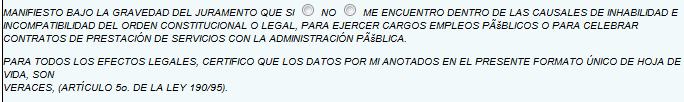 MANIFIESTO BAJO LA GRAVEDAD DEL JURAMENTO QUE SI NO ME ENCUENTRO DENTRO DE LAS CAUSALES DE INHABILIDAD E
INCOMPATIBILIDAD DEL ORDEN CONSTITUCIONAL O LEGAL, PARA EJERCER CARGOS EMPLEOS PÃšBLICOS O PARA CELEBRAR
CONTRATOS DE PRESTACIÓN DE SERVICIOS CON LA ADMINISTRACIÓN PÃšBLICA.
PARA TODOS LOS EFECTOS LEGALES, CERTIFICO QUE LOS DATOS POR MI ANOTADOS EN EL PRESENTE FORMATO ÚNICO DE HOJA DE
VIDA, SON
VERACES, (ARTÍCULO 5o. DE LA LEY 190/95).